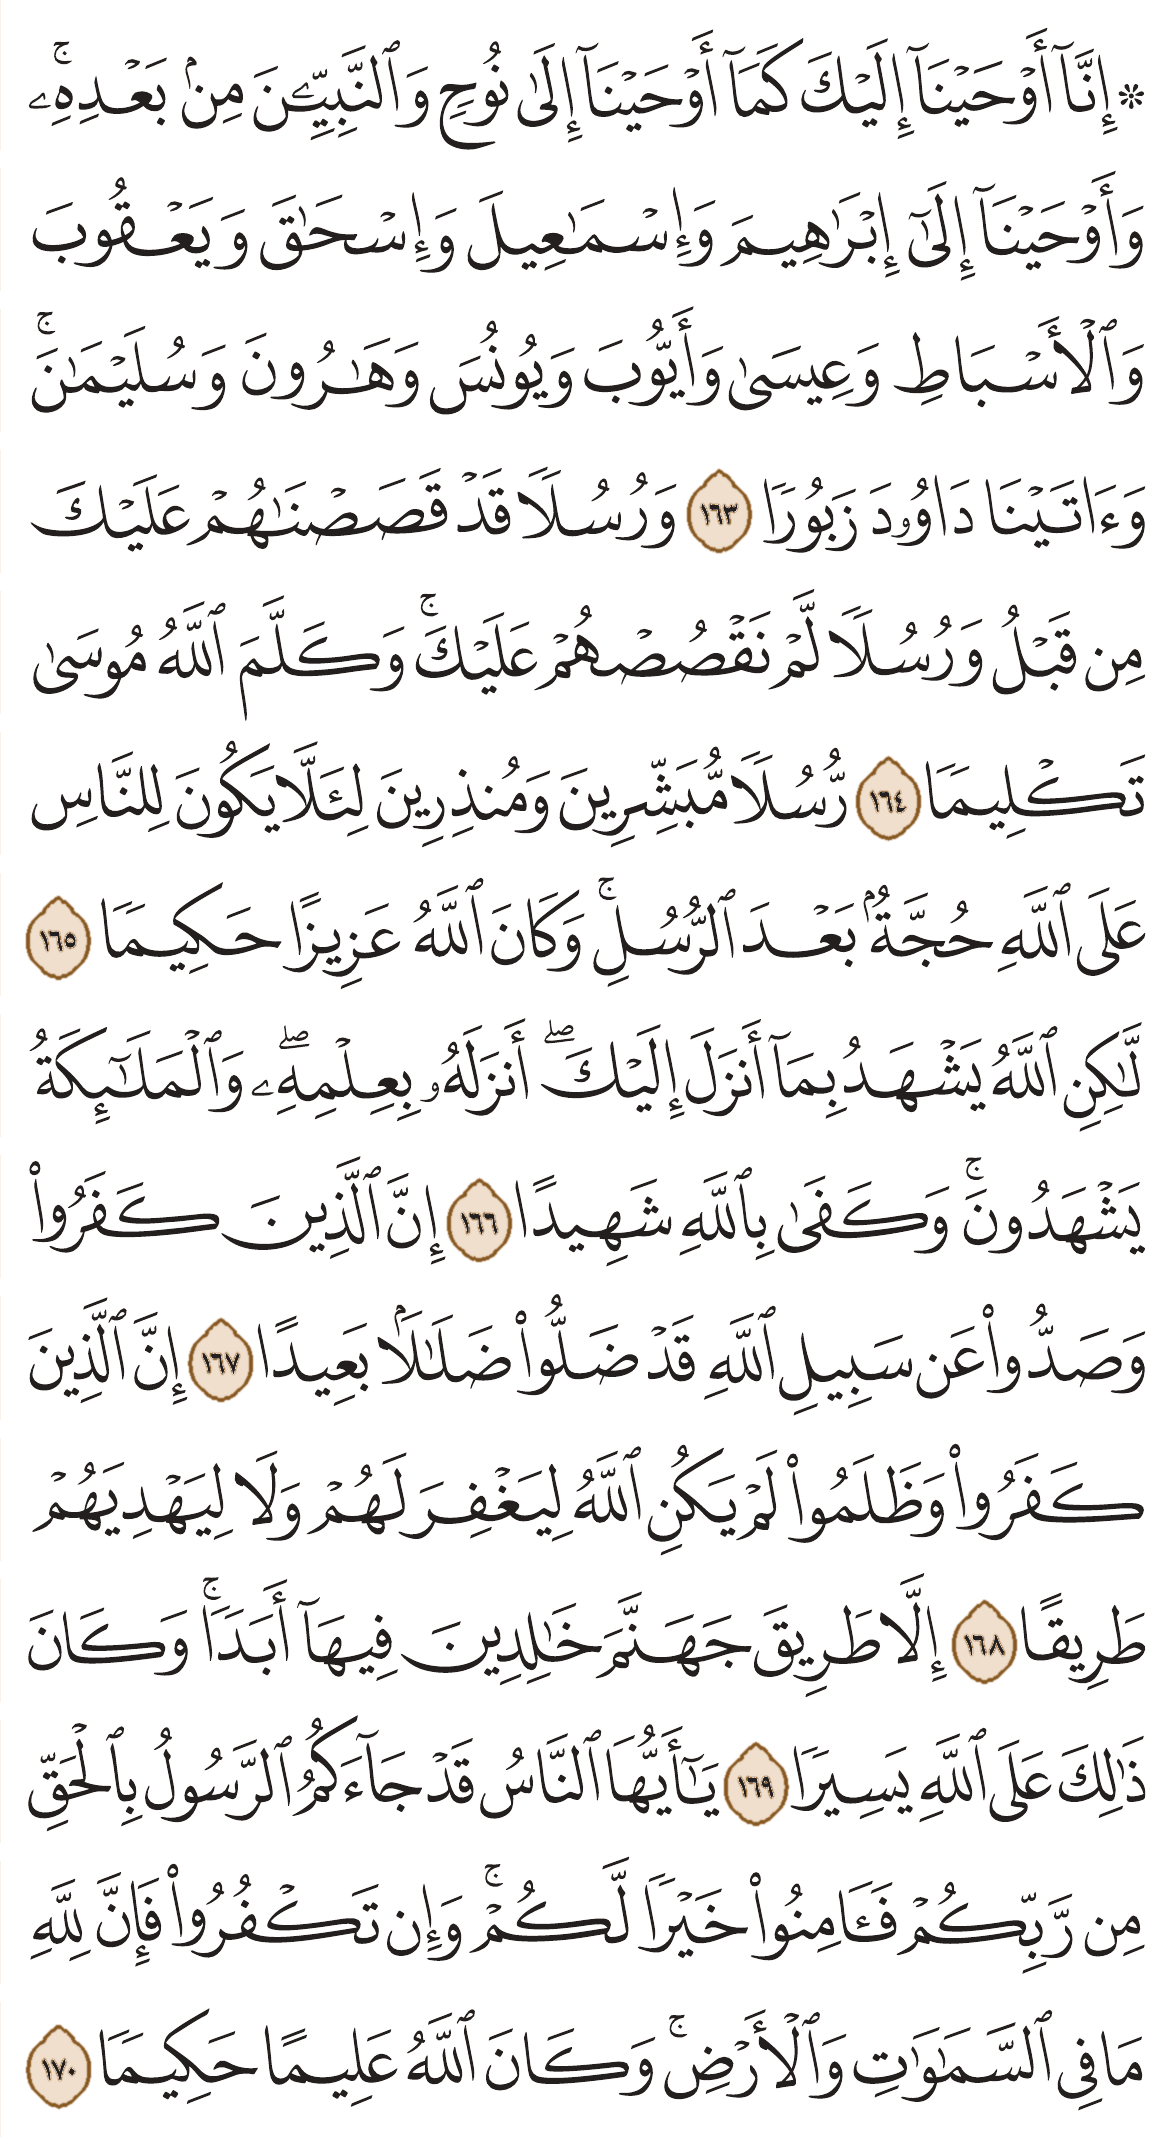 ۞ إِنَّآ أَوۡحَيۡنَآ إِلَيۡكَ كَمَآ أَوۡحَيۡنَآ إِلَىٰ نُوحٖ وَٱلنَّبِيِّـۧنَ مِنۢ بَعۡدِهِۦۚ
وَأَوۡحَيۡنَآ إِلَىٰٓ إِبۡرَٰهِيمَ وَإِسۡمَٰعِيلَ وَإِسۡحَٰقَ وَيَعۡقُوبَ
وَٱلۡأَسۡبَاطِ وَعِيسَىٰ وَأَيُّوبَ وَيُونُسَ وَهَٰرُونَ وَسُلَيۡمَٰنَۚ
وَءَاتَيۡنَا دَاوُۥدَ زَبُورٗا ١٦٣ وَرُسُلٗا قَدۡ قَصَصۡنَٰهُمۡ عَلَيۡكَ
مِن قَبۡلُ وَرُسُلٗا لَّمۡ نَقۡصُصۡهُمۡ عَلَيۡكَۚ وَكَلَّمَ ٱللَّهُ مُوسَىٰ
تَكۡلِيمٗا ١٦٤ رُّسُلٗا مُّبَشِّرِينَ وَمُنذِرِينَ لِئَلَّا يَكُونَ لِلنَّاسِ
عَلَى ٱللَّهِ حُجَّةُۢ بَعۡدَ ٱلرُّسُلِۚ وَكَانَ ٱللَّهُ عَزِيزًا حَكِيمٗا ١٦٥
لَّٰكِنِ ٱللَّهُ يَشۡهَدُ بِمَآ أَنزَلَ إِلَيۡكَۖ أَنزَلَهُۥ بِعِلۡمِهِۦۖ وَٱلۡمَلَٰٓئِكَةُ
يَشۡهَدُونَۚ وَكَفَىٰ بِٱللَّهِ شَهِيدًا ١٦٦ إِنَّ ٱلَّذِينَ كَفَرُواْ
وَصَدُّواْ عَن سَبِيلِ ٱللَّهِ قَدۡ ضَلُّواْ ضَلَٰلَۢا بَعِيدًا ١٦٧ إِنَّ ٱلَّذِينَ
كَفَرُواْ وَظَلَمُواْ لَمۡ يَكُنِ ٱللَّهُ لِيَغۡفِرَ لَهُمۡ وَلَا لِيَهۡدِيَهُمۡ
طَرِيقًا ١٦٨ إِلَّا طَرِيقَ جَهَنَّمَ خَٰلِدِينَ فِيهَآ أَبَدٗاۚ وَكَانَ
ذَٰلِكَ عَلَى ٱللَّهِ يَسِيرٗا ١٦٩ يَٰٓأَيُّهَا ٱلنَّاسُ قَدۡ جَآءَكُمُ ٱلرَّسُولُ بِٱلۡحَقِّ
مِن رَّبِّكُمۡ فَـَٔامِنُواْ خَيۡرٗا لَّكُمۡۚ وَإِن تَكۡفُرُواْ فَإِنَّ لِلَّهِ
مَا فِي ٱلسَّمَٰوَٰتِ وَٱلۡأَرۡضِۚ وَكَانَ ٱللَّهُ عَلِيمًا حَكِيمٗا ١٧٠